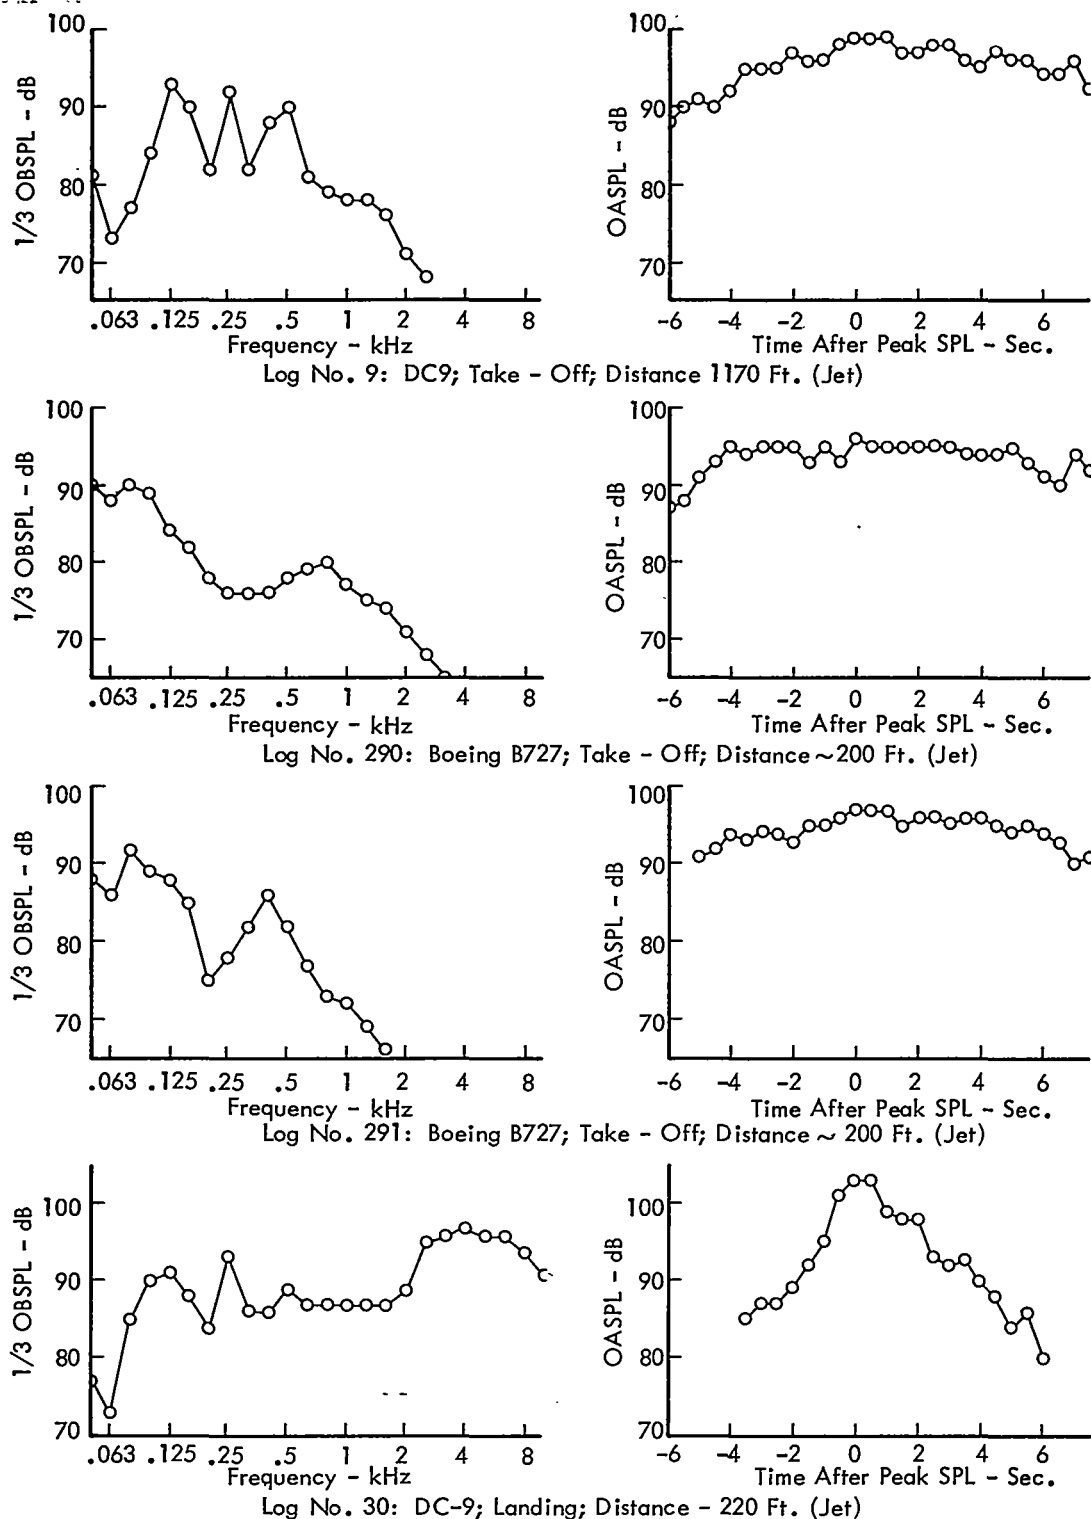 100
90
80
70
1/3 OBSPL - dB
.063 .125 .25 .5 1 2 4 8
Frequency - kHz
100
90
80
70
OASPL - dB
-6 -4 -2 0 2 4 6
Time After Peak SPL - Sec.
Log No. 9: DC9; Take - Off; Distance 1170 Ft. (Jet)
100
90
80
70
1/3 OBSPL - dB
.063 .125 .25 .5 1 2 4 8
Frequency - kHz
100
90
80
70
OASPL - dB
-6 -4 -2 0 2 4 6
Time After Peak SPL - Sec.
Log No. 290: Boeing B727; Take - Off; Distance ~200 Ft. (Jet)
100
90
80
70
1/3 OBSPL - dB
.063 .125 .25 .5 1 2 4 8
Frequency - kHz
100
90
80
70
OASPL - dB
-6 -4 -2 0 2 4 6
Time After Peak SPL - Sec.
Log No. 291: Boeing B727; Take - Off; Distance ~ 200 Ft. (Jet)
100
90
80
70
1/3 OBSPL - dB
.063 .125 .25 .5 1 2 4 8
Frequency - kHz
100
90
80
70
OASPL - dB
-6 -4 -2 0 2 4 6
Time After Peak SPL - Sec.
Log No. 30: DC-9; Landing; Distance - 220 Ft. (Jet)